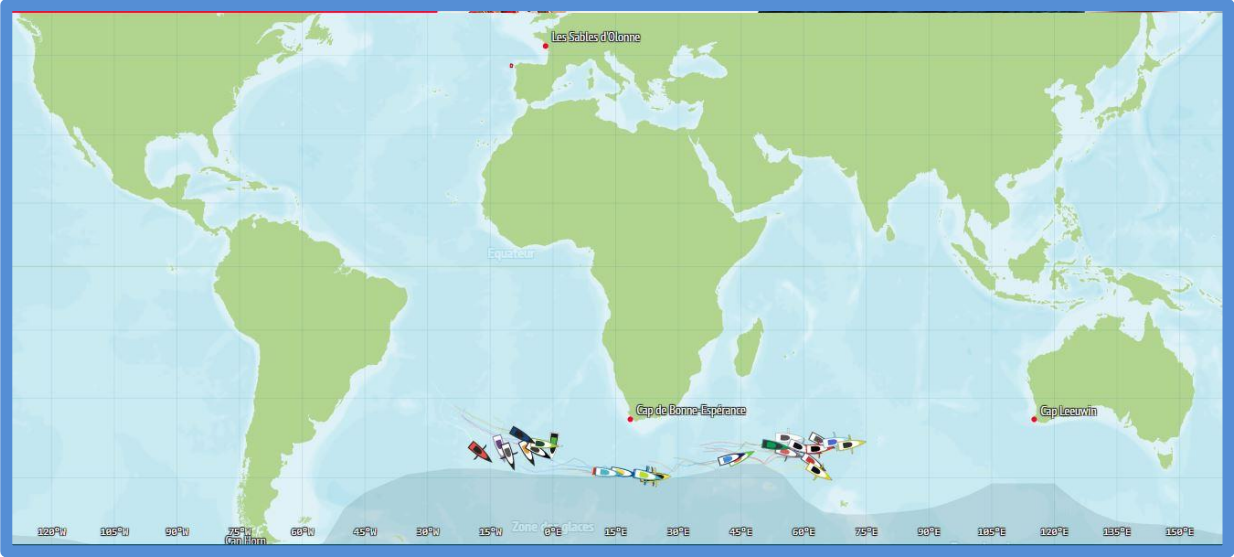 Les Sables d'Olonne
Equateur
Cap de Bonne-Espérance
Cap Leeuwin
Zone des glaces
120°W 105°W 90°W 75°W 60°W 45°W 30°W 15°W 0°E 15°E 30°E 45°E 60°E 75°E 90°E 105°E 120°E 135°E 150°E
Cap Horn